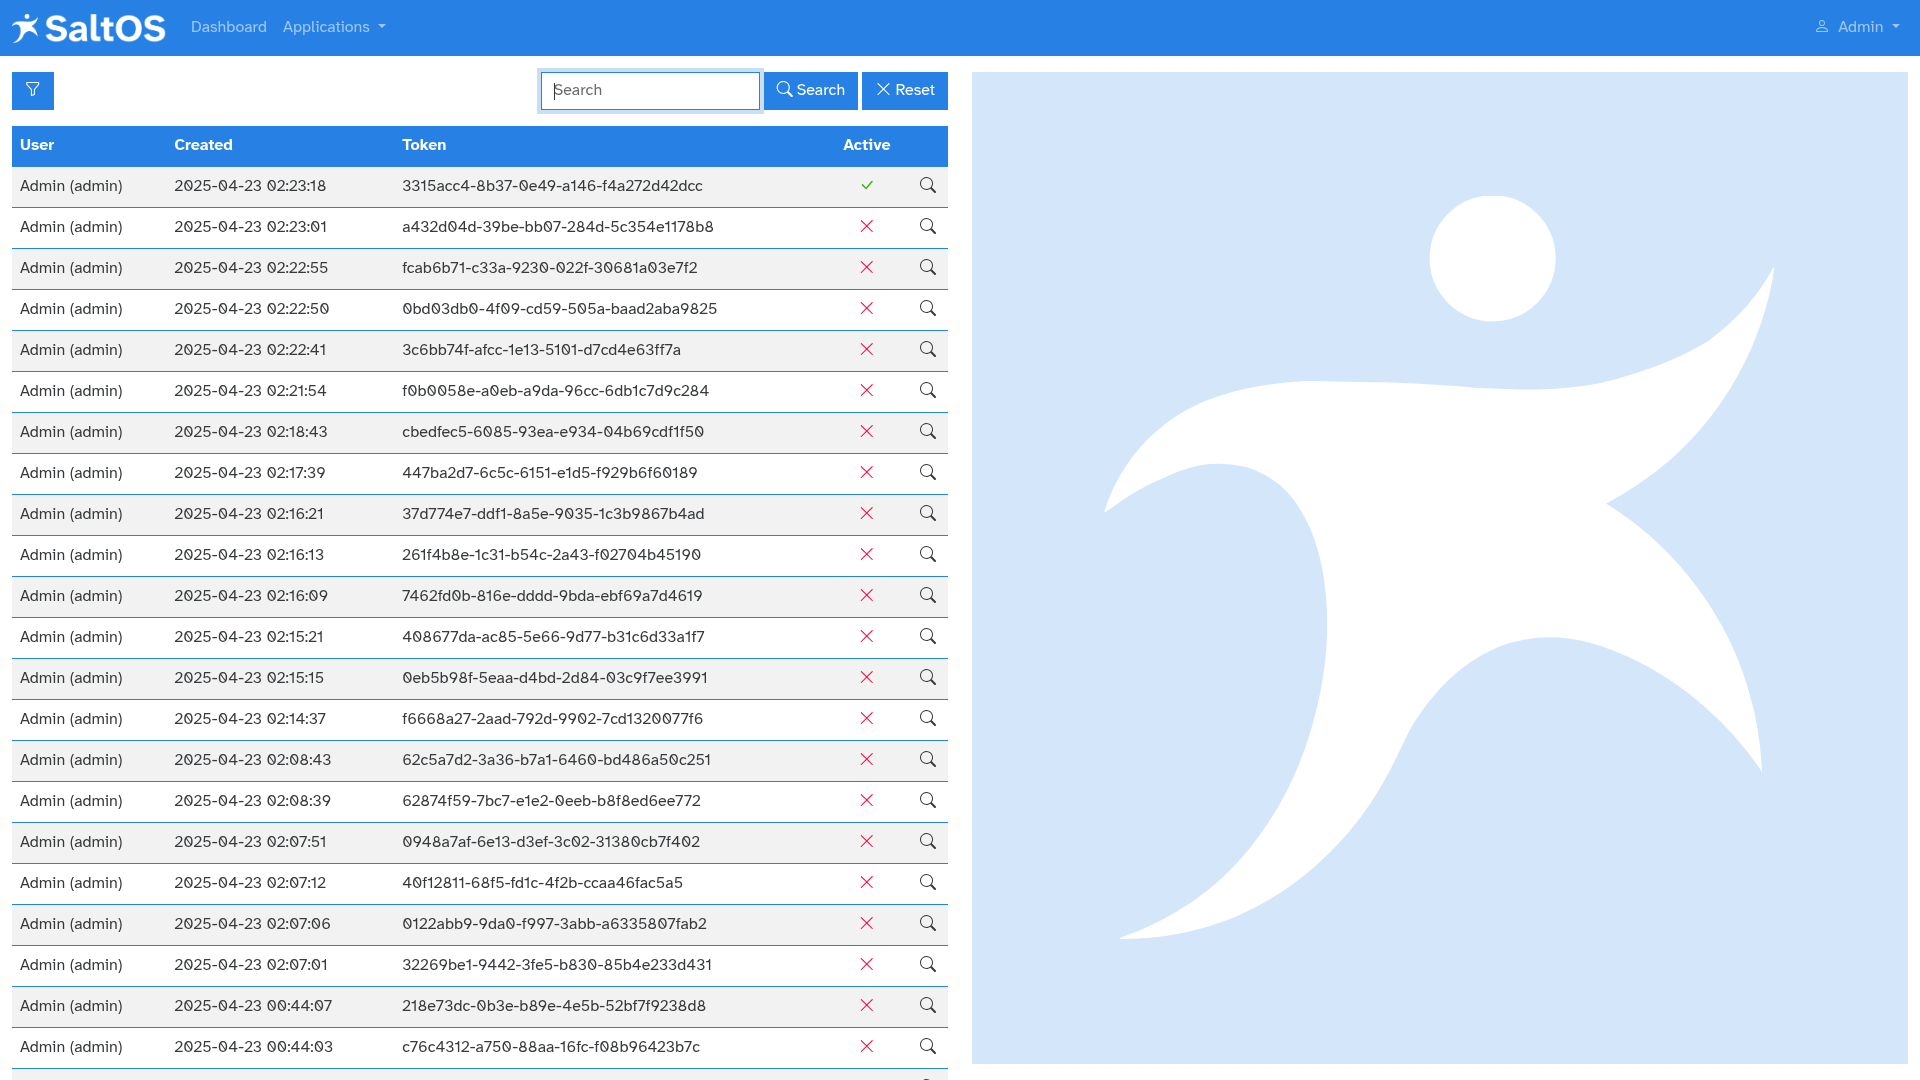 SaltOS Dashboard Applications Admin
Search Search Reset
User Created Token Active
Admin (admin) 2025-04-23 02:23:18 3315acc4-8b37-0e49-a146-f4a272d42dcc
Admin (admin) 2025-04-23 02:23:01 a432d04d-39be-bb07-284d-5c354e1178b8
Admin (admin) 2025-04-23 02:22:55 fcab6b71-c33a-9230-022f-30681a03e7f2
Admin (admin) 2025-04-23 02:22:50 0bd03db0-4f09-cd59-505a-baad2aba9825
Admin (admin) 2025-04-23 02:22:41 3c6bb74f-afcc-1e13-5101-d7cd4e63ff7a
Admin (admin) 2025-04-23 02:21:54 f0b0058e-a0eb-a9da-96cc-6db1c7d9c284
Admin (admin) 2025-04-23 02:18:43 cbedfec5-6085-93ea-e934-04b69cdf1f50
Admin (admin) 2025-04-23 02:17:39 447ba2d7-6c5c-6151-e1d5-f929b6f60189
Admin (admin) 2025-04-23 02:16:21 37d774e7-ddf1-8a5e-9035-1c3b9867b4ad
Admin (admin) 2025-04-23 02:16:13 261f4b8e-1c31-b54c-2a43-f02704b45190
Admin (admin) 2025-04-23 02:16:09 7462fd0b-816e-dddd-9bda-ebf69a7d4619
Admin (admin) 2025-04-23 02:15:21 408677da-ac85-5e66-9d77-b31c6d33a1f7
Admin (admin) 2025-04-23 02:15:15 0eb5b98f-5eaa-d4bd-2d84-03c9f7ee3991
Admin (admin) 2025-04-23 02:14:37 f6668a27-2aad-792d-9902-7cd1320077f6
Admin (admin) 2025-04-23 02:08:43 62c5a7d2-3a36-b7a1-6460-bd486a50c251
Admin (admin) 2025-04-23 02:08:39 62874f59-7bc7-e1e2-0eeb-b8f8ed6ee772
Admin (admin) 2025-04-23 02:07:51 0948a7af-6e13-d3ef-3c02-31380cb7f402
Admin (admin) 2025-04-23 02:07:12 40f12811-68f5-fd1c-4f2b-ccaa46fac5a5
Admin (admin) 2025-04-23 02:07:06 0122abb9-9da0-f997-3abb-a6335807fab2
Admin (admin) 2025-04-23 02:07:01 32269be1-9442-3fe5-b830-85b4e233d431
Admin (admin) 2025-04-23 00:44:07 218e73dc-0b3e-b89e-4e5b-52bf7f9238d8
Admin (admin) 2025-04-23 00:44:03 c76c4312-a750-88aa-16fc-f08b96423b7c